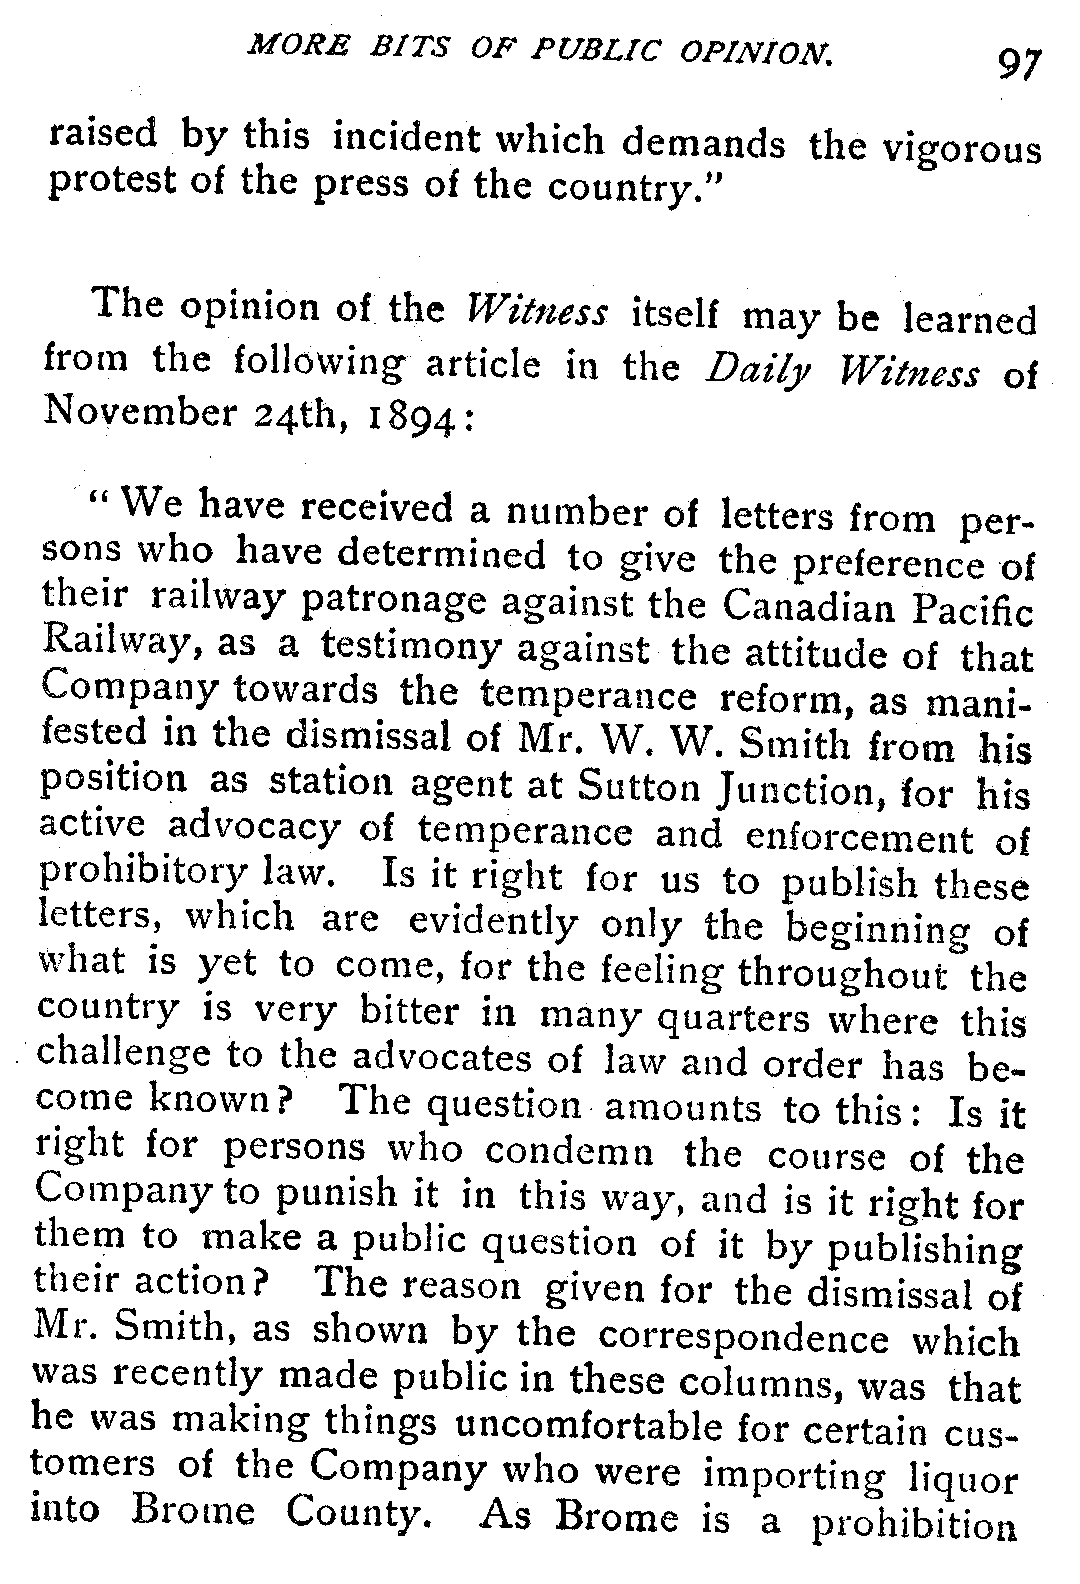 MORE BITS OF PUBLIC OPINION. 97
raised by this incident which demands the vigorous
protest of the press of the country."
The opinion of the Witness itself may be learned
from the following article in the Daily Witness of
November 24th, 1894:
"We have received a number of letters from per-
sons who have determined to give the preference of
their railway patronage against the Canadian Pacific
Railway, as a testimony against the attitude of that
Company towards the temperance reform, as mani-
fested in the dismissal of Mr. W. W. Smith from his
position as station agent at Sutton Junction, for his
active advocacy of temperance and enforcement of
prohibitory law. Is it right for us to publish these
letters, which are evidently only the beginning of
what is yet to come, for the feeling throughout the
country is very bitter in many quarters where this
challenge to the advocates of law and order has be-
come known? The question amounts to this: Is it
right for persons who condemn the course of the
Company to punish it in this way, and is it right for
them to make a public question of it by publishing
their action? The reason given for the dismissal of
Mr. Smith, as shown by the correspondence which
was recently made public in these columns, was that
he was making things uncomfortable for certain cus-
tomers of the Company who were importing liquor
into Brome County. As Brome is a prohibition